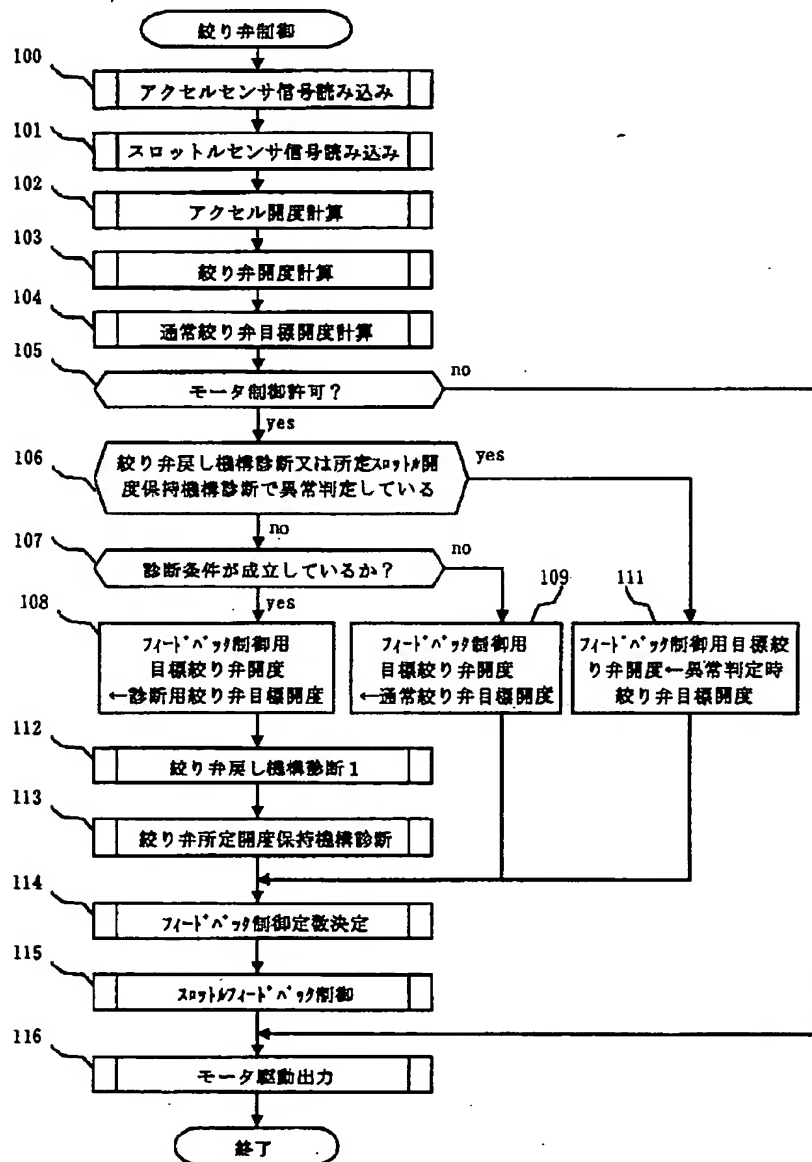 絞り弁制御
100
アクセルセンサ信号読み込み
101
スロットルセンサ信号読み込み
102
アクセル開度計算
103
絞り弁開度計算
104
通常絞り弁目標開度計算
105
モータ制御許可?
no
yes
106
絞り弁戻し機構診断又は所定スロットル開
度保持機構診断で異常判定している
yes
no
107
診断条件が成立しているか?
no
yes
108
フィードバック制御用
目標絞り弁開度
←診断用絞り弁目標開度
109
フィードバック制御用
目標絞り弁開度
←通常絞り弁目標開度
111
フィードバック制御用目標絞
り弁開度←異常判定時
絞り弁目標開度
112
絞り弁戻し機構診断1
113
絞り弁所定開度保持機構診断
114
フィードバック制御定数決定
115
スロットルフィードバック制御
116
モータ駆動出力
終了